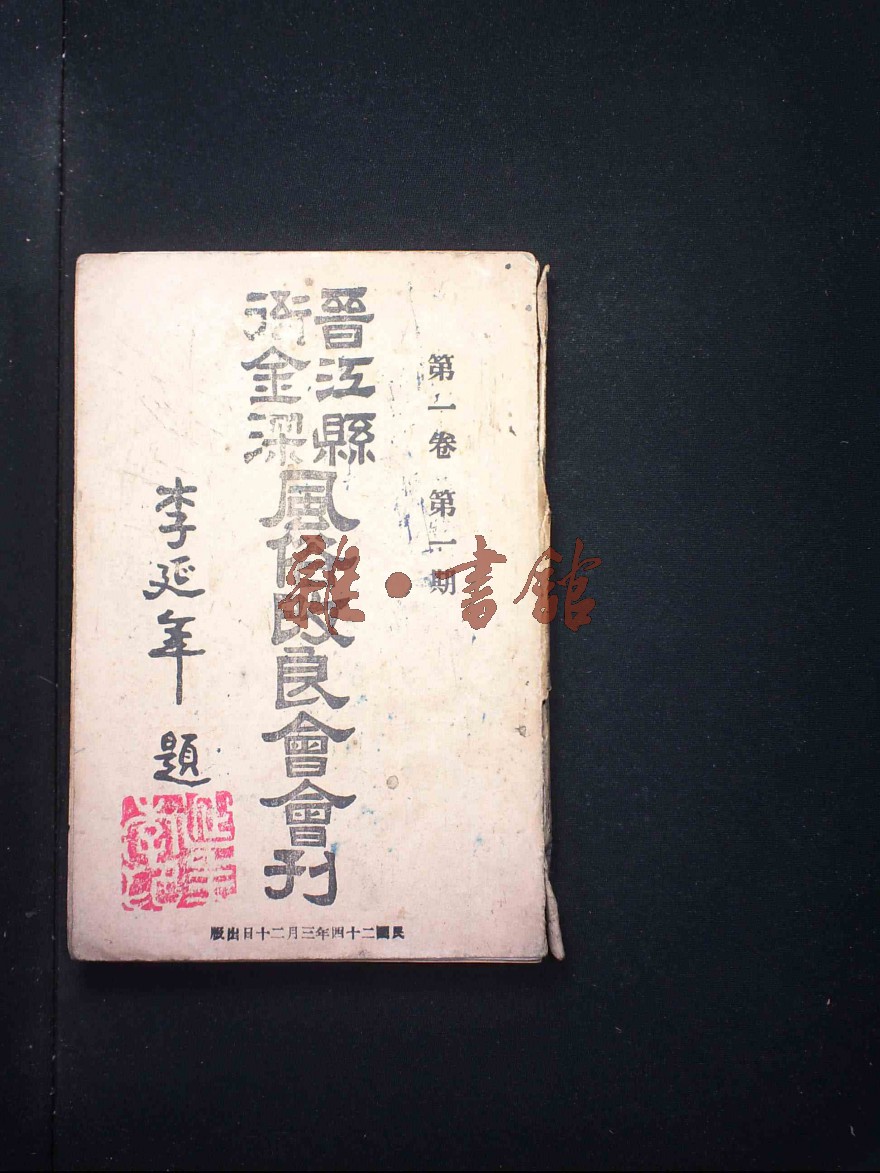 第一卷 第一期
晉江縣
衙金深
風俗改良會會刊
李延年題
民國二十四年三月二十日出版
雜·書館